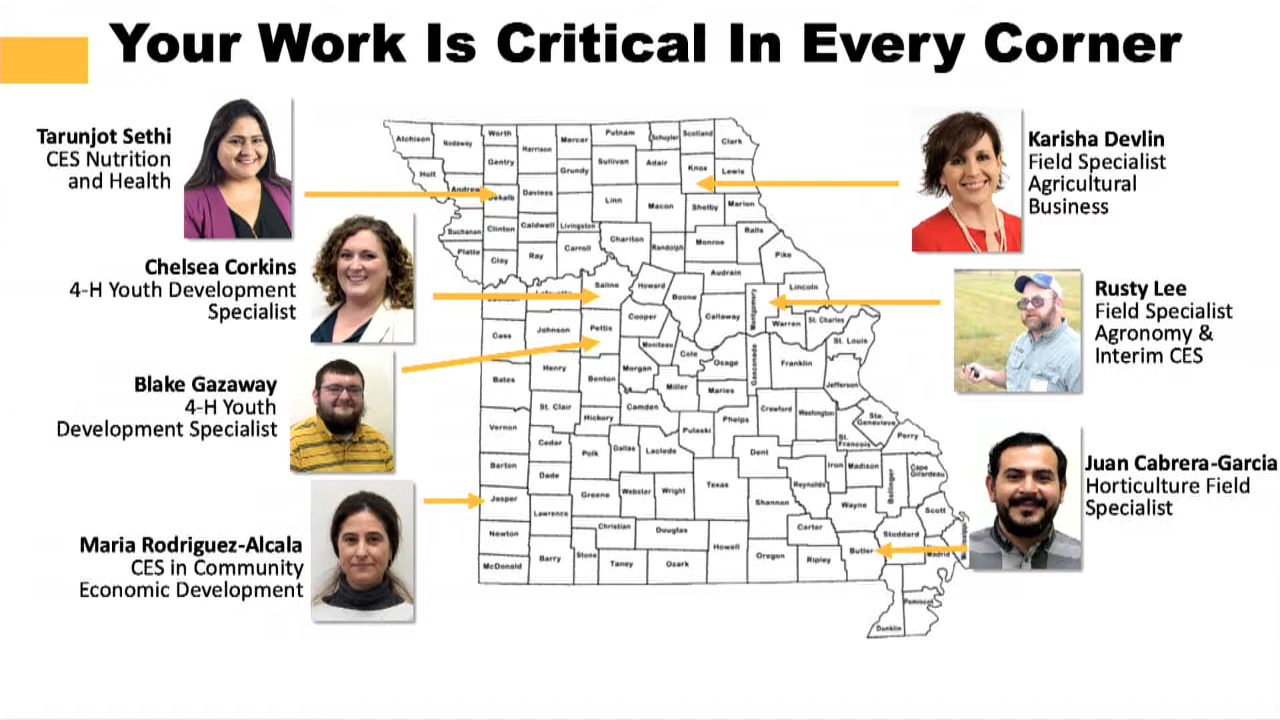 Your Work Is Critical In Every Corner
Tarunjot Sethi
CES Nutrition
and Health
Chelsea Corkins
4-H Youth Development
Specialist
Blake Gazaway
4-H Youth
Development Specialist
Maria Rodriguez-Alcala
CES in Community
Economic Development
Karisha Devlin
Field Specialist
Agricultural
Business
Rusty Lee
Field Specialist
Agronomy &
Interim CES
Juan Cabrera-Garcia
Horticulture Field
Specialist
Atchison
Nodaway
Worth
Harrison
Mercer
Putnam
Schuyler
Scotland
Clark
Holt
Gentry
Grundy
Sullivan
Adair
Knox
Lewis
Andrew
Dekalb
Daviess
Linn
Macon
Shelby
Marion
Buchanan
Clinton
Caldwell
Livingston
Chariton
Randolph
Monroe
Ralls
Platte
Clay
Ray
Carroll
Pike
Audrain
Saline
Howard
Boone
Callaway
Montgomery
Lincoln
Warren
St. Charles
St. Louis
Cass
Johnson
Pettis
Cooper
Moniteau
Cole
Osage
Gasconade
Franklin
Jefferson
Bates
Henry
Benton
Morgan
Miller
Maries
Crawford
Washington
Ste.
Genevieve
St.
Francois
Perry
Vernon
St. Clair
Hickory
Camden
Pulaski
Phelps
Dent
Iron
Madison
Bollinger
Cape
Girardeau
Barton
Cedar
Polk
Dallas
Laclede
Texas
Reynolds
Wayne
Scott
Jasper
Dade
Greene
Webster
Wright
Shannon
Carter
Stoddard
Newton
Lawrence
Christian
Douglas
Howell
Oregon
Ripley
Butler
Madrid
McDonald
Barry
Stone
Taney
Ozark
Dunklin
Pemiscot